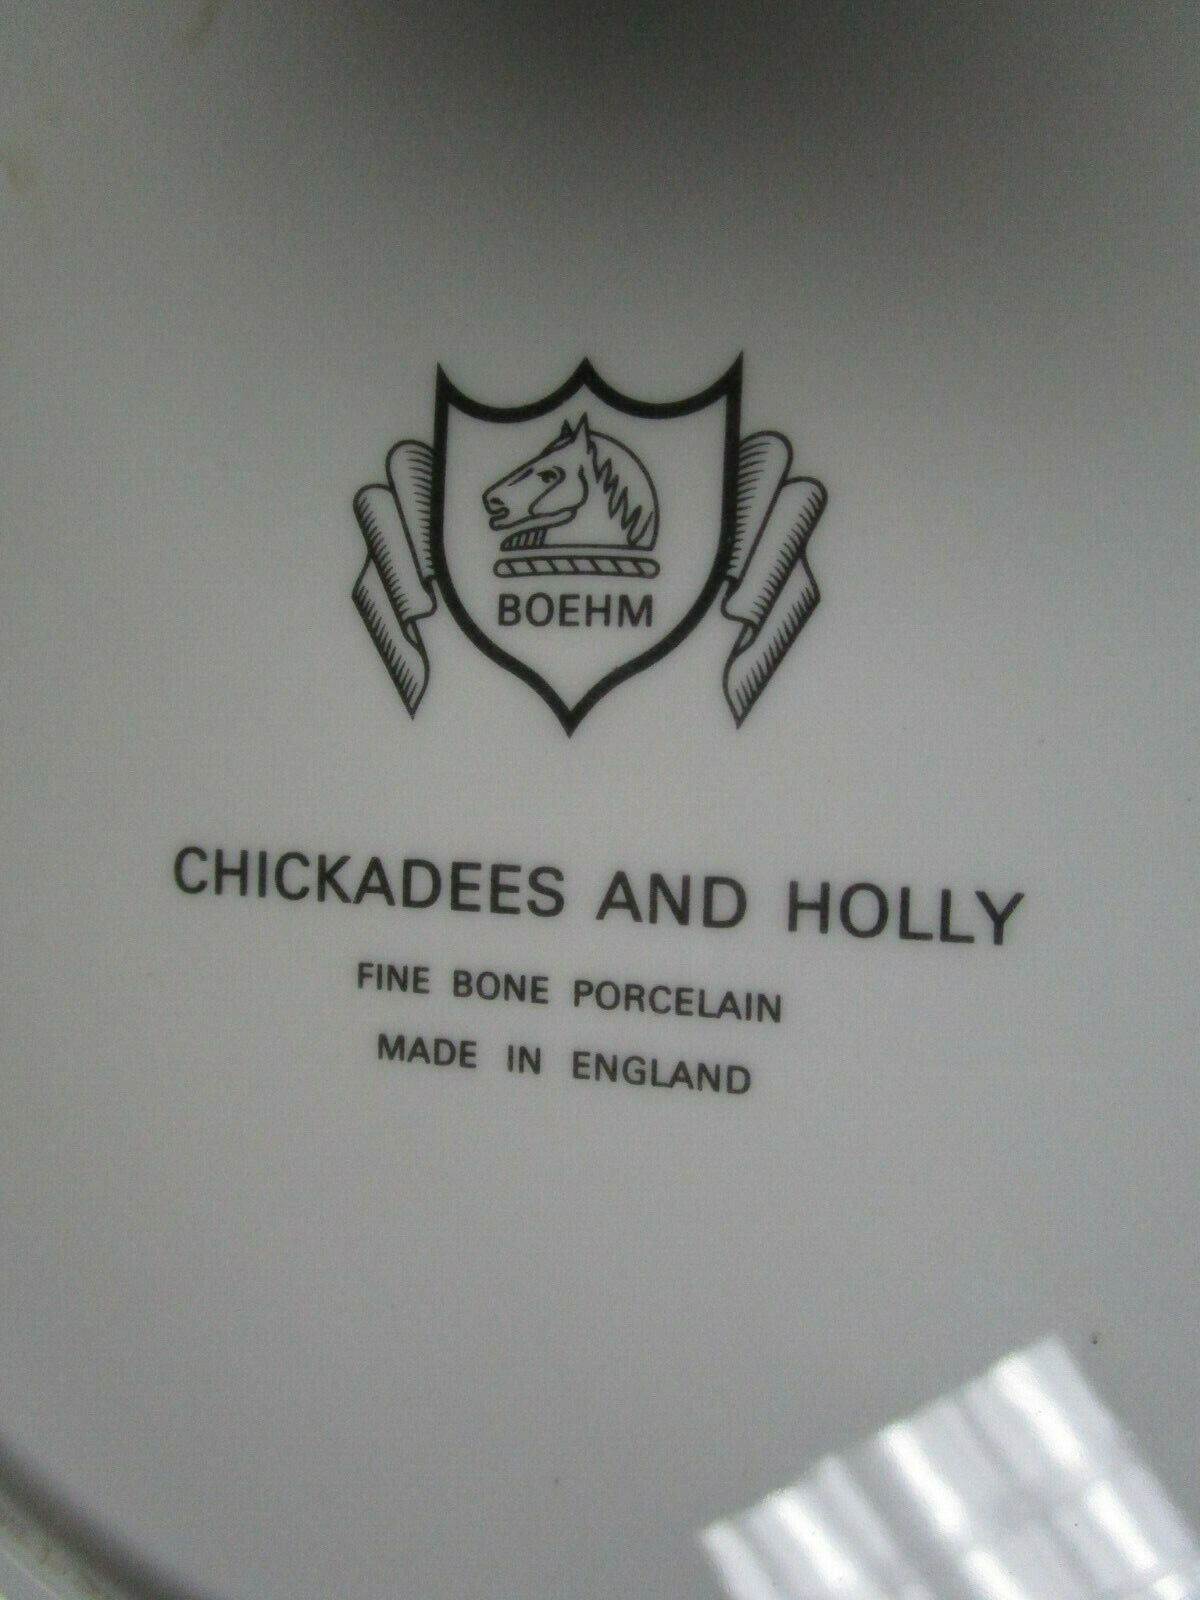 BOEHM
CHICKADEES AND HOLLY
FINE BONE PORCELAIN
MADE IN ENGLAND